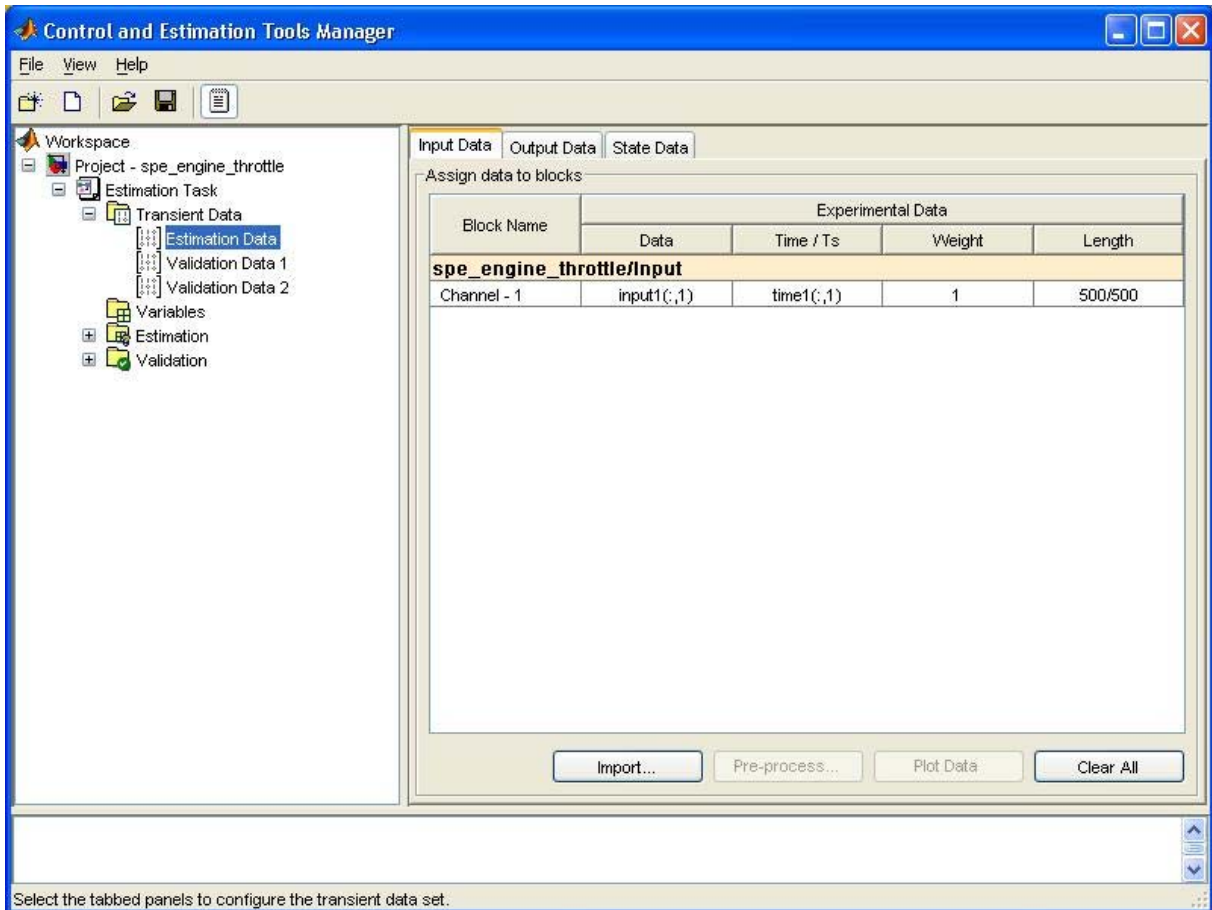 Control and Estimation Tools Manager
File View Help
Workspace
Project - spe_engine_throttle
Estimation Task
Transient Data
Estimation Data
Validation Data 1
Validation Data 2
Variables
Estimation
Validation
Input Data Output Data State Data
Assign data to blocks
Block Name Experimental Data
Data Time / Ts Weight Length
spe_engine_throttle/Input
Channel - 1 input1(:,1) time1(:,1) 1 500/500
Import... Pre-process... Plot Data Clear All
Select the tabbed panels to configure the transient data set.